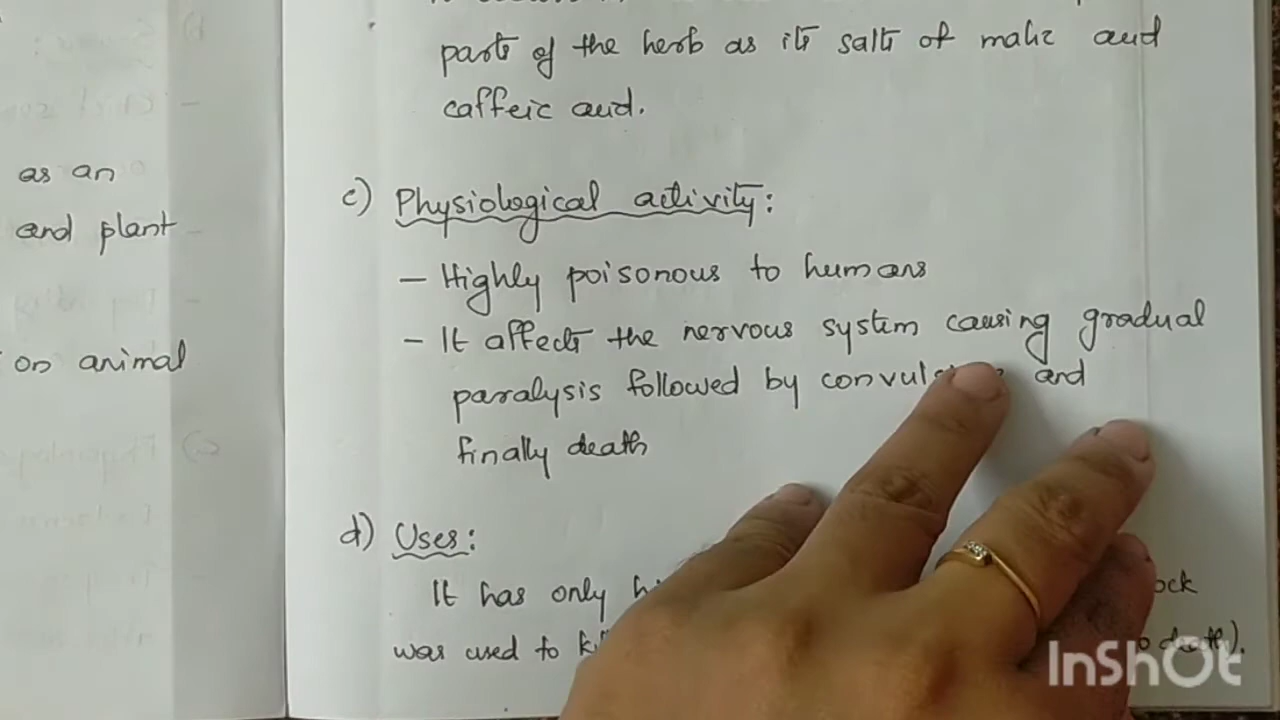 parts of the herb as its salts of malic and
caffeic acid.
as an
and plant
on animal
c) Physiological activity:
– Highly poisonous to humans
– It affects the nervous system causing gradual
paralysis followed by and
finally death
d) Uses:
It has only
was used to death).
InShOt